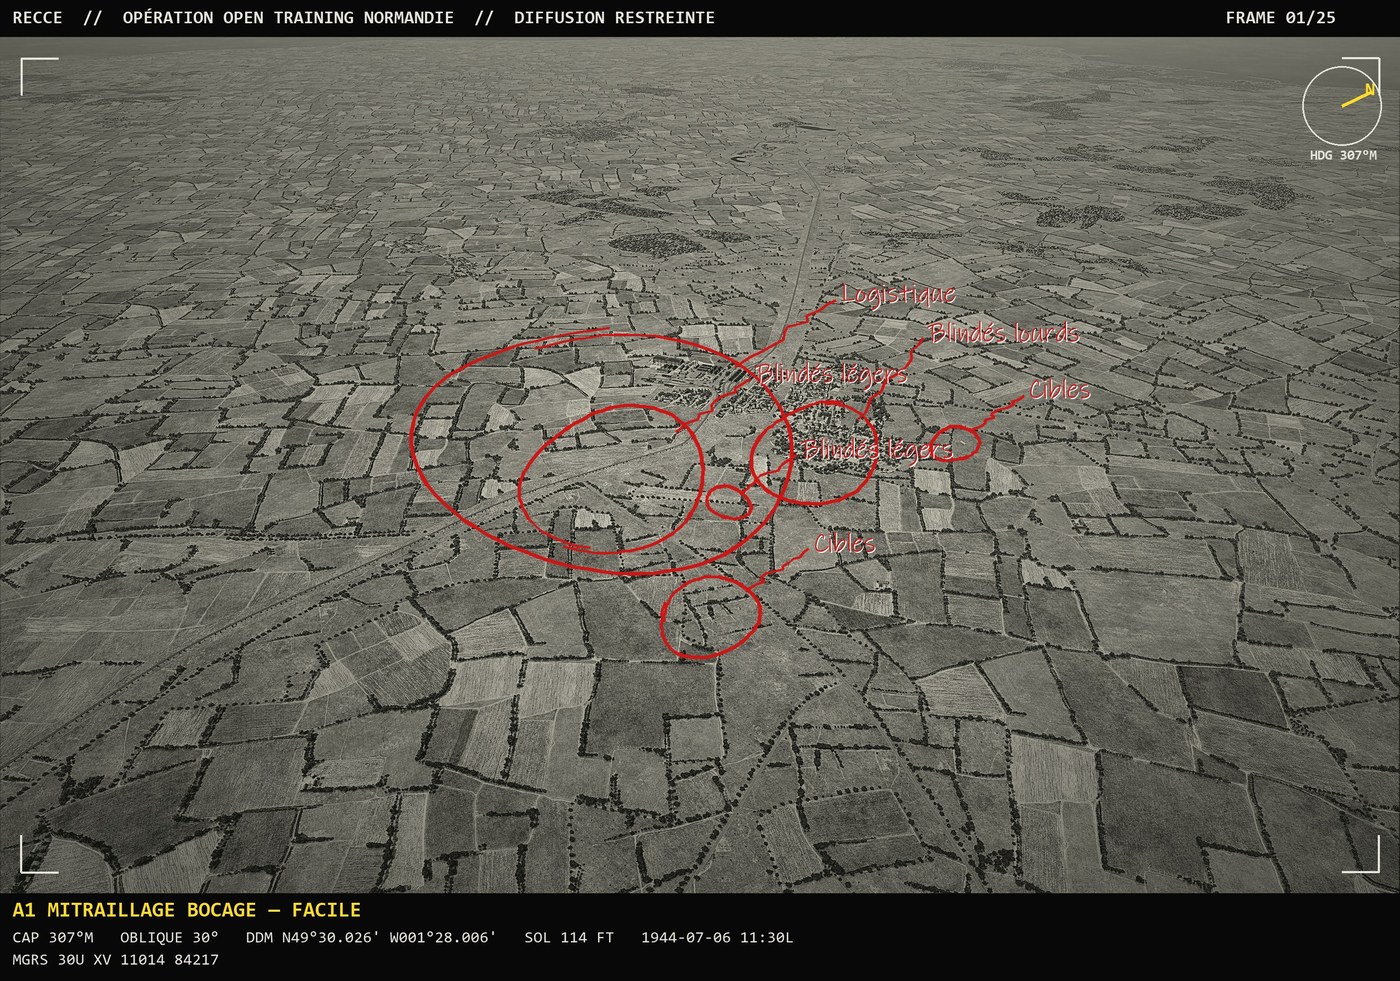 RECCE // OPÉRATION OPEN TRAINING NORMANDIE // DIFFUSION RESTREINTE FRAME 01/25
N
HDG 307°M
Logistique
Blindés lourds
Blindés légers
Cibles
Blindés légers
Cibles
A1 MITRAILLAGE BOCAGE — FACILE
CAP 307°M OBLIQUE 30° DDM N49°30.026' W001°28.006' SOL 114 FT 1944-07-06 11:30L
MGRS 30U XV 11014 84217